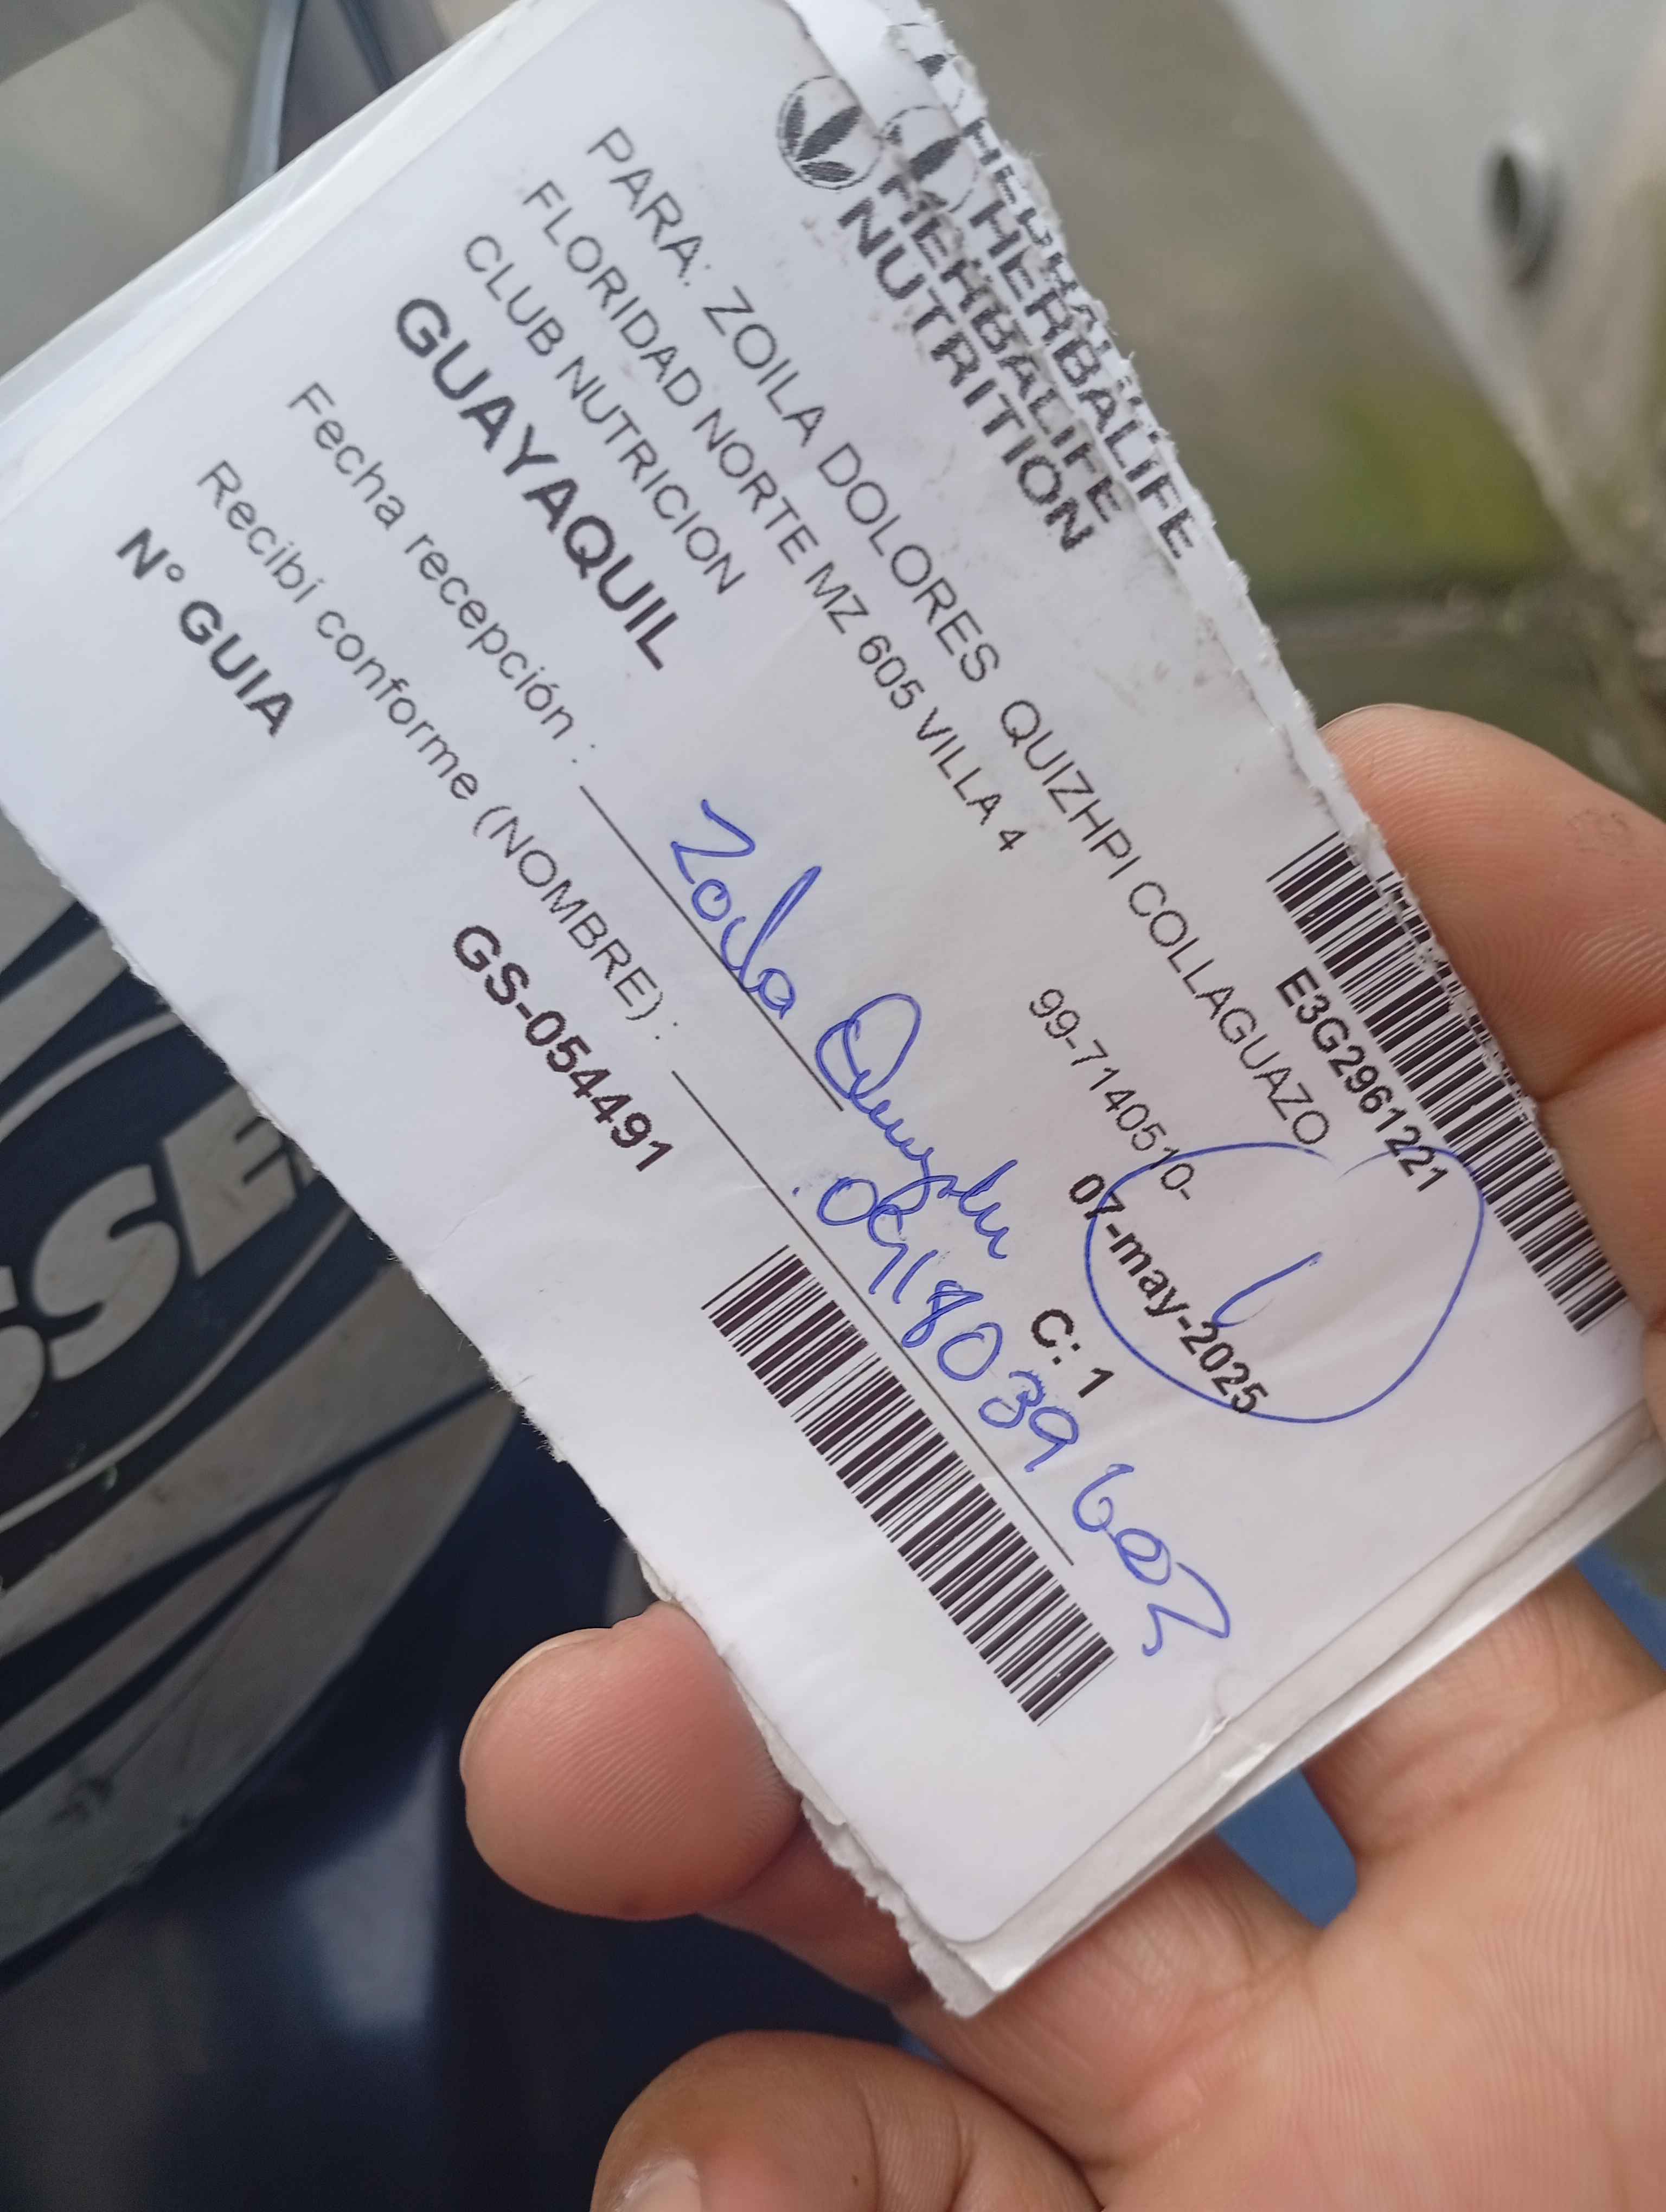 HERBALIFE
HERBALIFE
NUTRITION
E3G2961221
PARA: ZOILA DOLORES QUIZHPI COLLAGUAZO
FLORIDAD NORTE MZ 605 VILLA 4
99-7140510-
CLUB NUTRICION
07-may-2025
GUAYAQUIL
C: 1
Fecha recepción :
Zoila
Recibi conforme (NOMBRE) :
N° GUIA
GS-054491